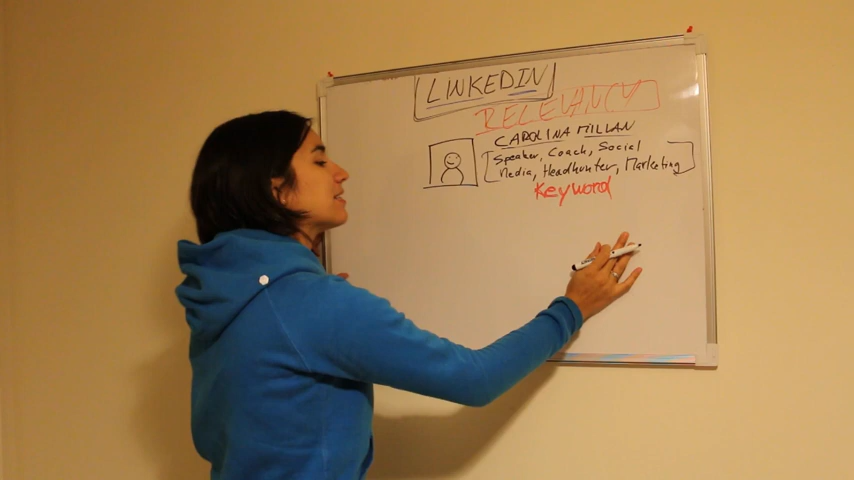 LINKEDIN
RELEVANCY
CAROLINA MILLAN
Speaker, Coach, Social
Media, Headhunter, Marketing
Keyword